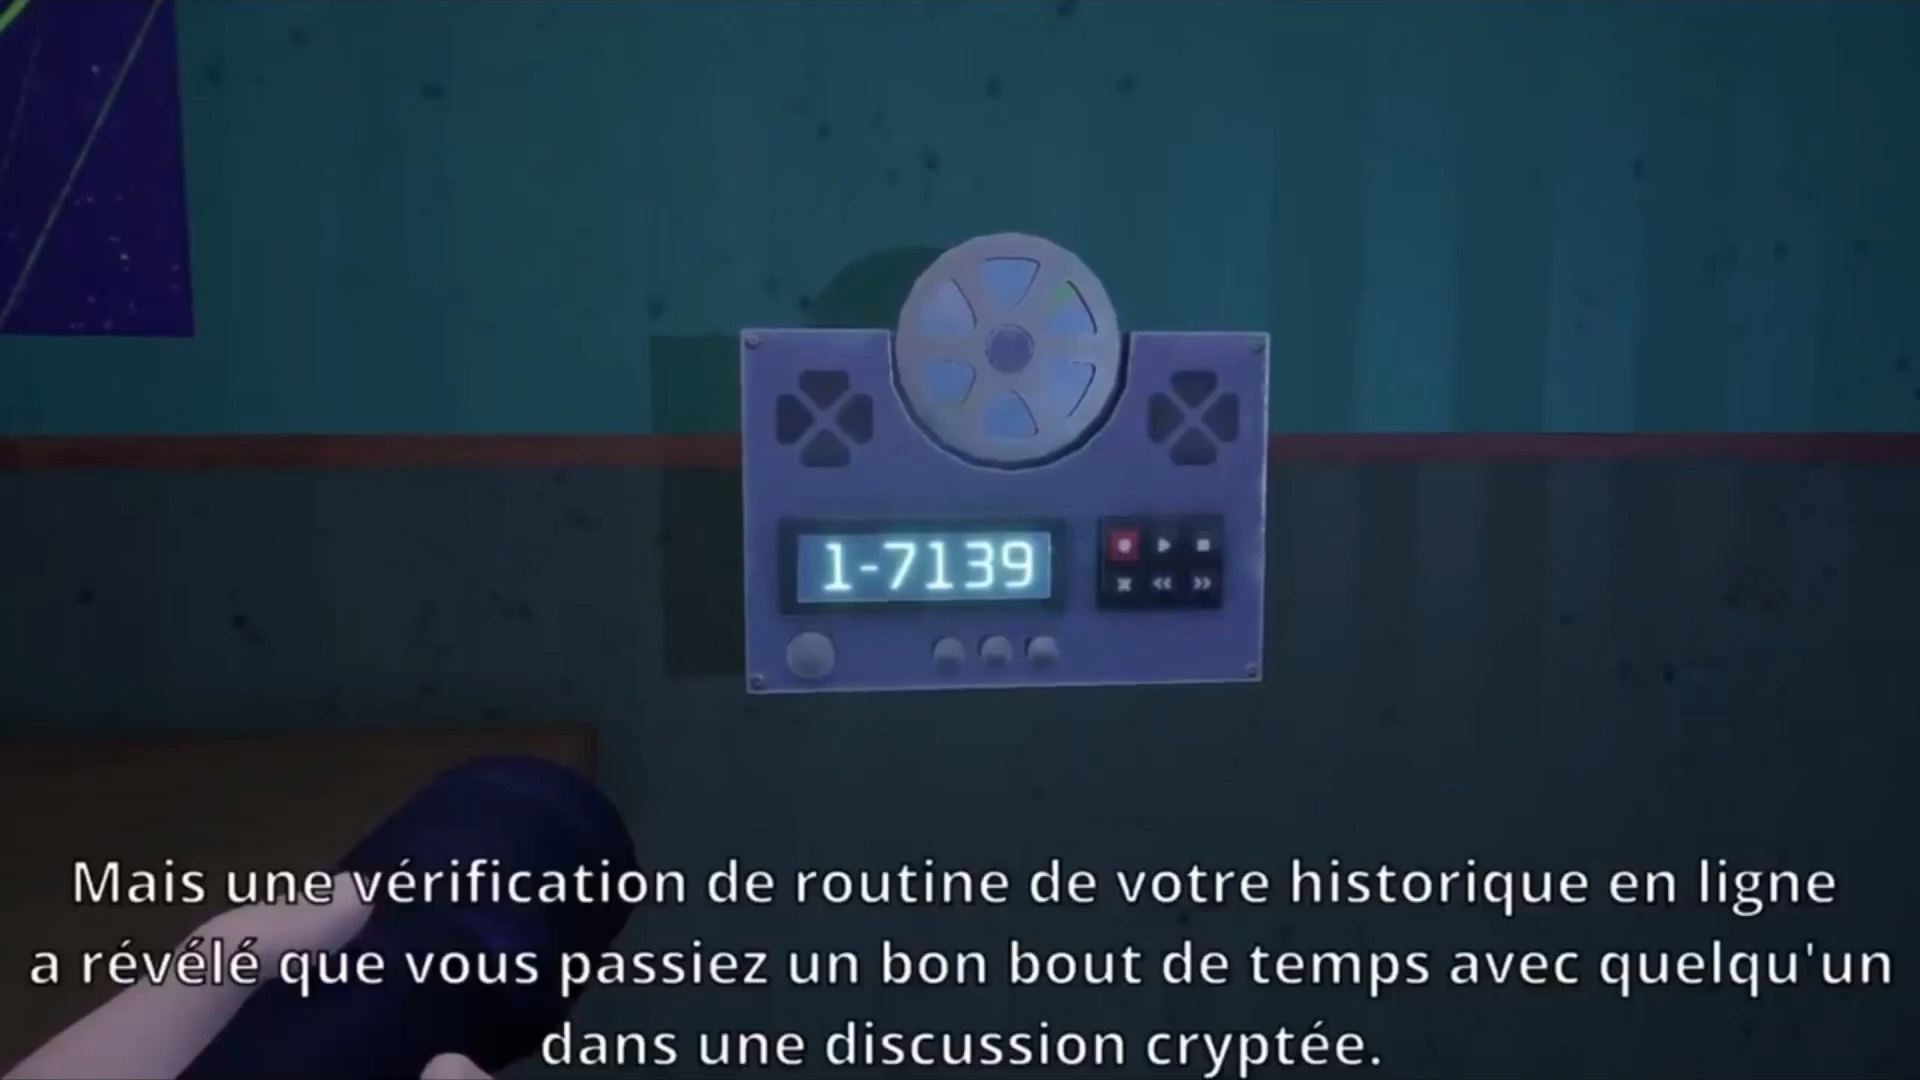 1-7139
Mais une vérification de routine de votre historique en ligne
a révélé que vous passiez un bon bout de temps avec quelqu'un
dans une discussion cryptée.